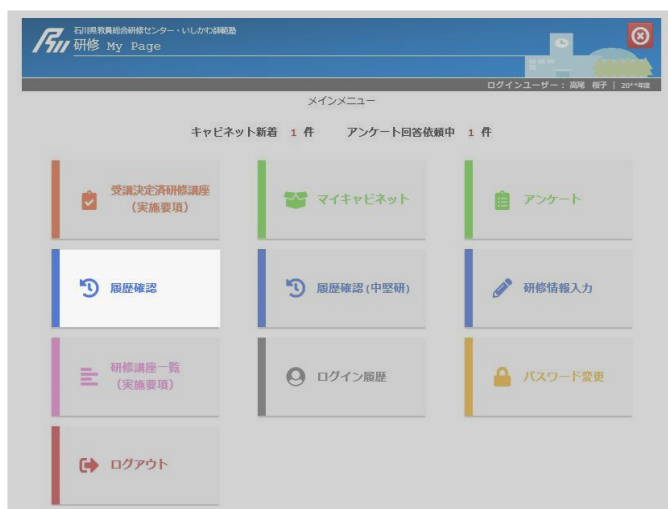 石川県教員総合研修センター・いしかわ師範塾
研修 My Page
ログインユーザー：高尾 桜子 | 20**年度
メインメニュー
キャビネット新着 1 件 アンケート回答依頼中 1 件
受講決定済研修講座
（実施要項）
マイキャビネット
アンケート
履歴確認
履歴確認(中堅研)
研修情報入力
研修講座一覧
（実施要項）
ログイン履歴
パスワード変更
ログアウト